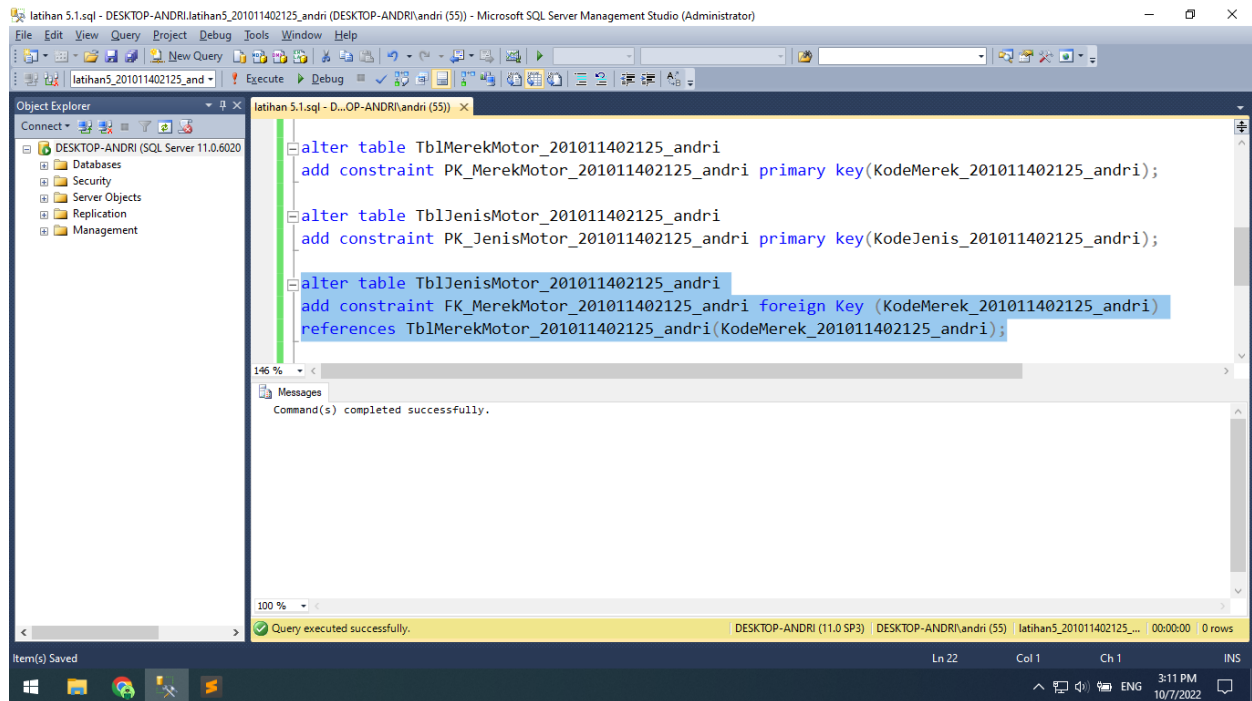 latihan 5.1.sql - DESKTOP-ANDRI.latihan5_201011402125_andri (DESKTOP-ANDRI\andri (55)) - Microsoft SQL Server Management Studio (Administrator)
File Edit View Query Project Debug Tools Window Help
New Query
latihan5_201011402125_and
Execute Debug
Object Explorer
Connect
DESKTOP-ANDRI (SQL Server 11.0.6020
Databases
Security
Server Objects
Replication
Management
latihan 5.1.sql - D...OP-ANDRI\andri (55))
alter table TblMerekMotor_201011402125_andri
add constraint PK_MerekMotor_201011402125_andri primary key(KodeMerek_201011402125_andri);
alter table TblJenisMotor_201011402125_andri
add constraint PK_JenisMotor_201011402125_andri primary key(KodeJenis_201011402125_andri);
alter table TblJenisMotor_201011402125_andri
add constraint FK_MerekMotor_201011402125_andri foreign Key (KodeMerek_201011402125_andri)
references TblMerekMotor_201011402125_andri(KodeMerek_201011402125_andri);
146 %
Messages
Command(s) completed successfully.
100 %
Query executed successfully.
DESKTOP-ANDRI (11.0 SP3) DESKTOP-ANDRI\andri (55) latihan5_201011402125_... 00:00:00 0 rows
Item(s) Saved
Ln 22 Col 1 Ch 1 INS
ENG
3:11 PM
10/7/2022